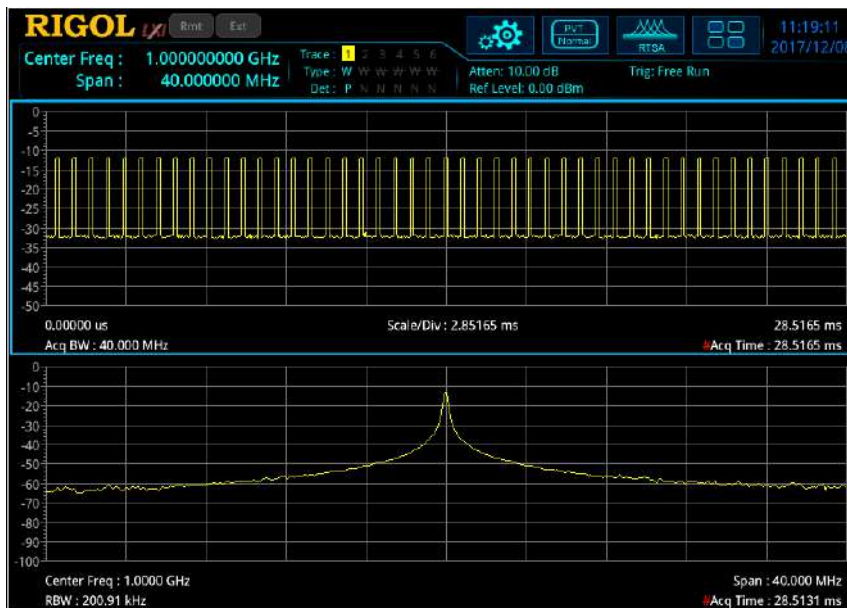 RIGOL LXI Rmt Ext
PVT
Normal
RTSA
11:19:11
2017/12/08
Center Freq : 1.000000000 GHz
Span : 40.000000 MHz
Trace : 1 2 3 4 5 6
Type : W W W W W W
Det : P N N N N N
Atten: 10.00 dB
Ref Level: 0.00 dBm
Trig: Free Run
0
-5
-10
-15
-20
-25
-30
-35
-40
-45
-50
0.00000 us Scale/Div : 2.85165 ms 28.5165 ms
Acq BW : 40.000 MHz #Acq Time : 28.5165 ms
0
-10
-20
-30
-40
-50
-60
-70
-80
-90
-100
Center Freq : 1.0000 GHz Span : 40.000 MHz
RBW : 200.91 kHz #Acq Time : 28.5131 ms